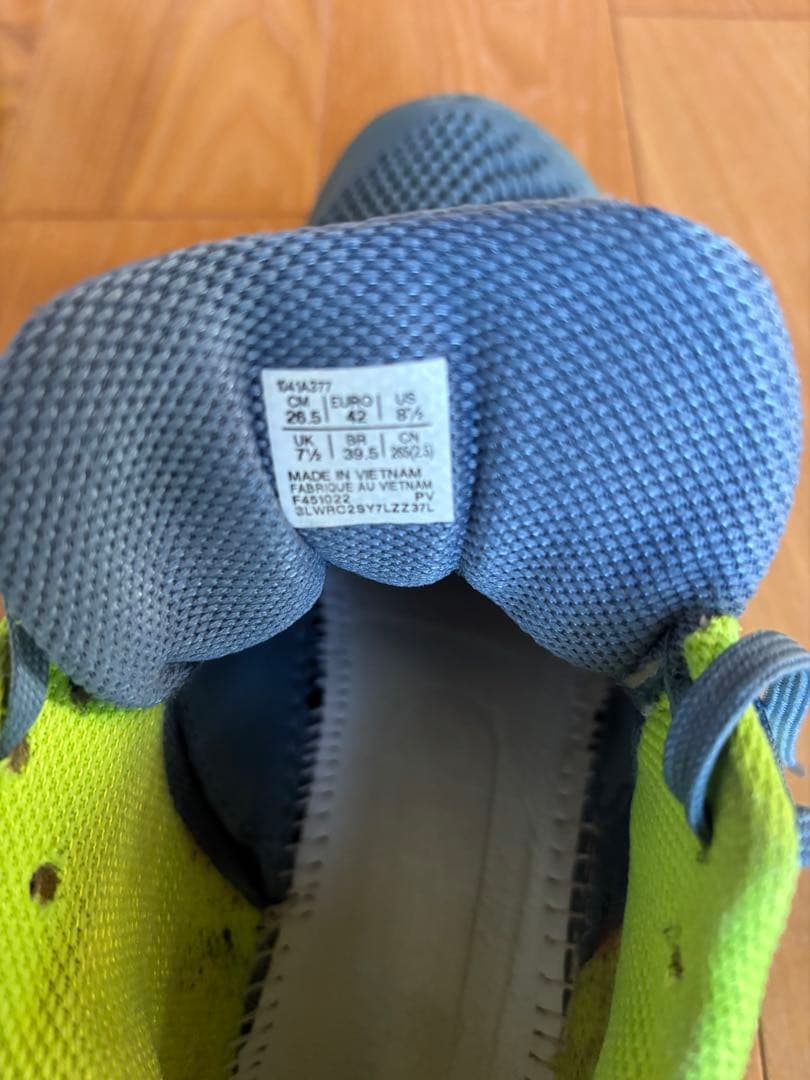 1041A377
CM | EURO | US
26.5 | 42 | 8½
UK | BR | CN
7½ | 39.5 | 265(2.5)
MADE IN VIETNAM
FABRIQUE AU VIETNAM
F451022 PV